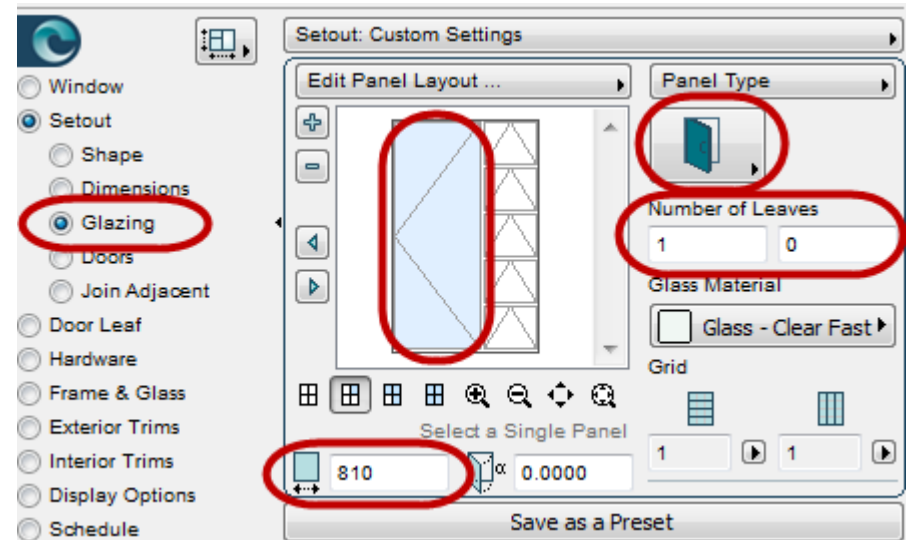 Setout: Custom Settings
Window
Setout
Shape
Dimensions
Glazing
Doors
Join Adjacent
Door Leaf
Hardware
Frame & Glass
Exterior Trims
Interior Trims
Display Options
Schedule
Edit Panel Layout ...
Select a Single Panel
810
α
0.0000
Panel Type
Number of Leaves
1 0
Glass Material
Glass - Clear Fast
Grid
1 1
Save as a Preset